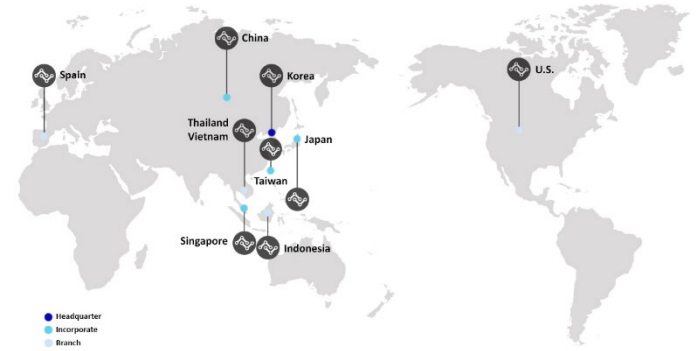 China
Spain
Korea
U.S.
Thailand
Vietnam
Japan
Taiwan
Singapore
Indonesia
Headquarter
Incorporate
Branch